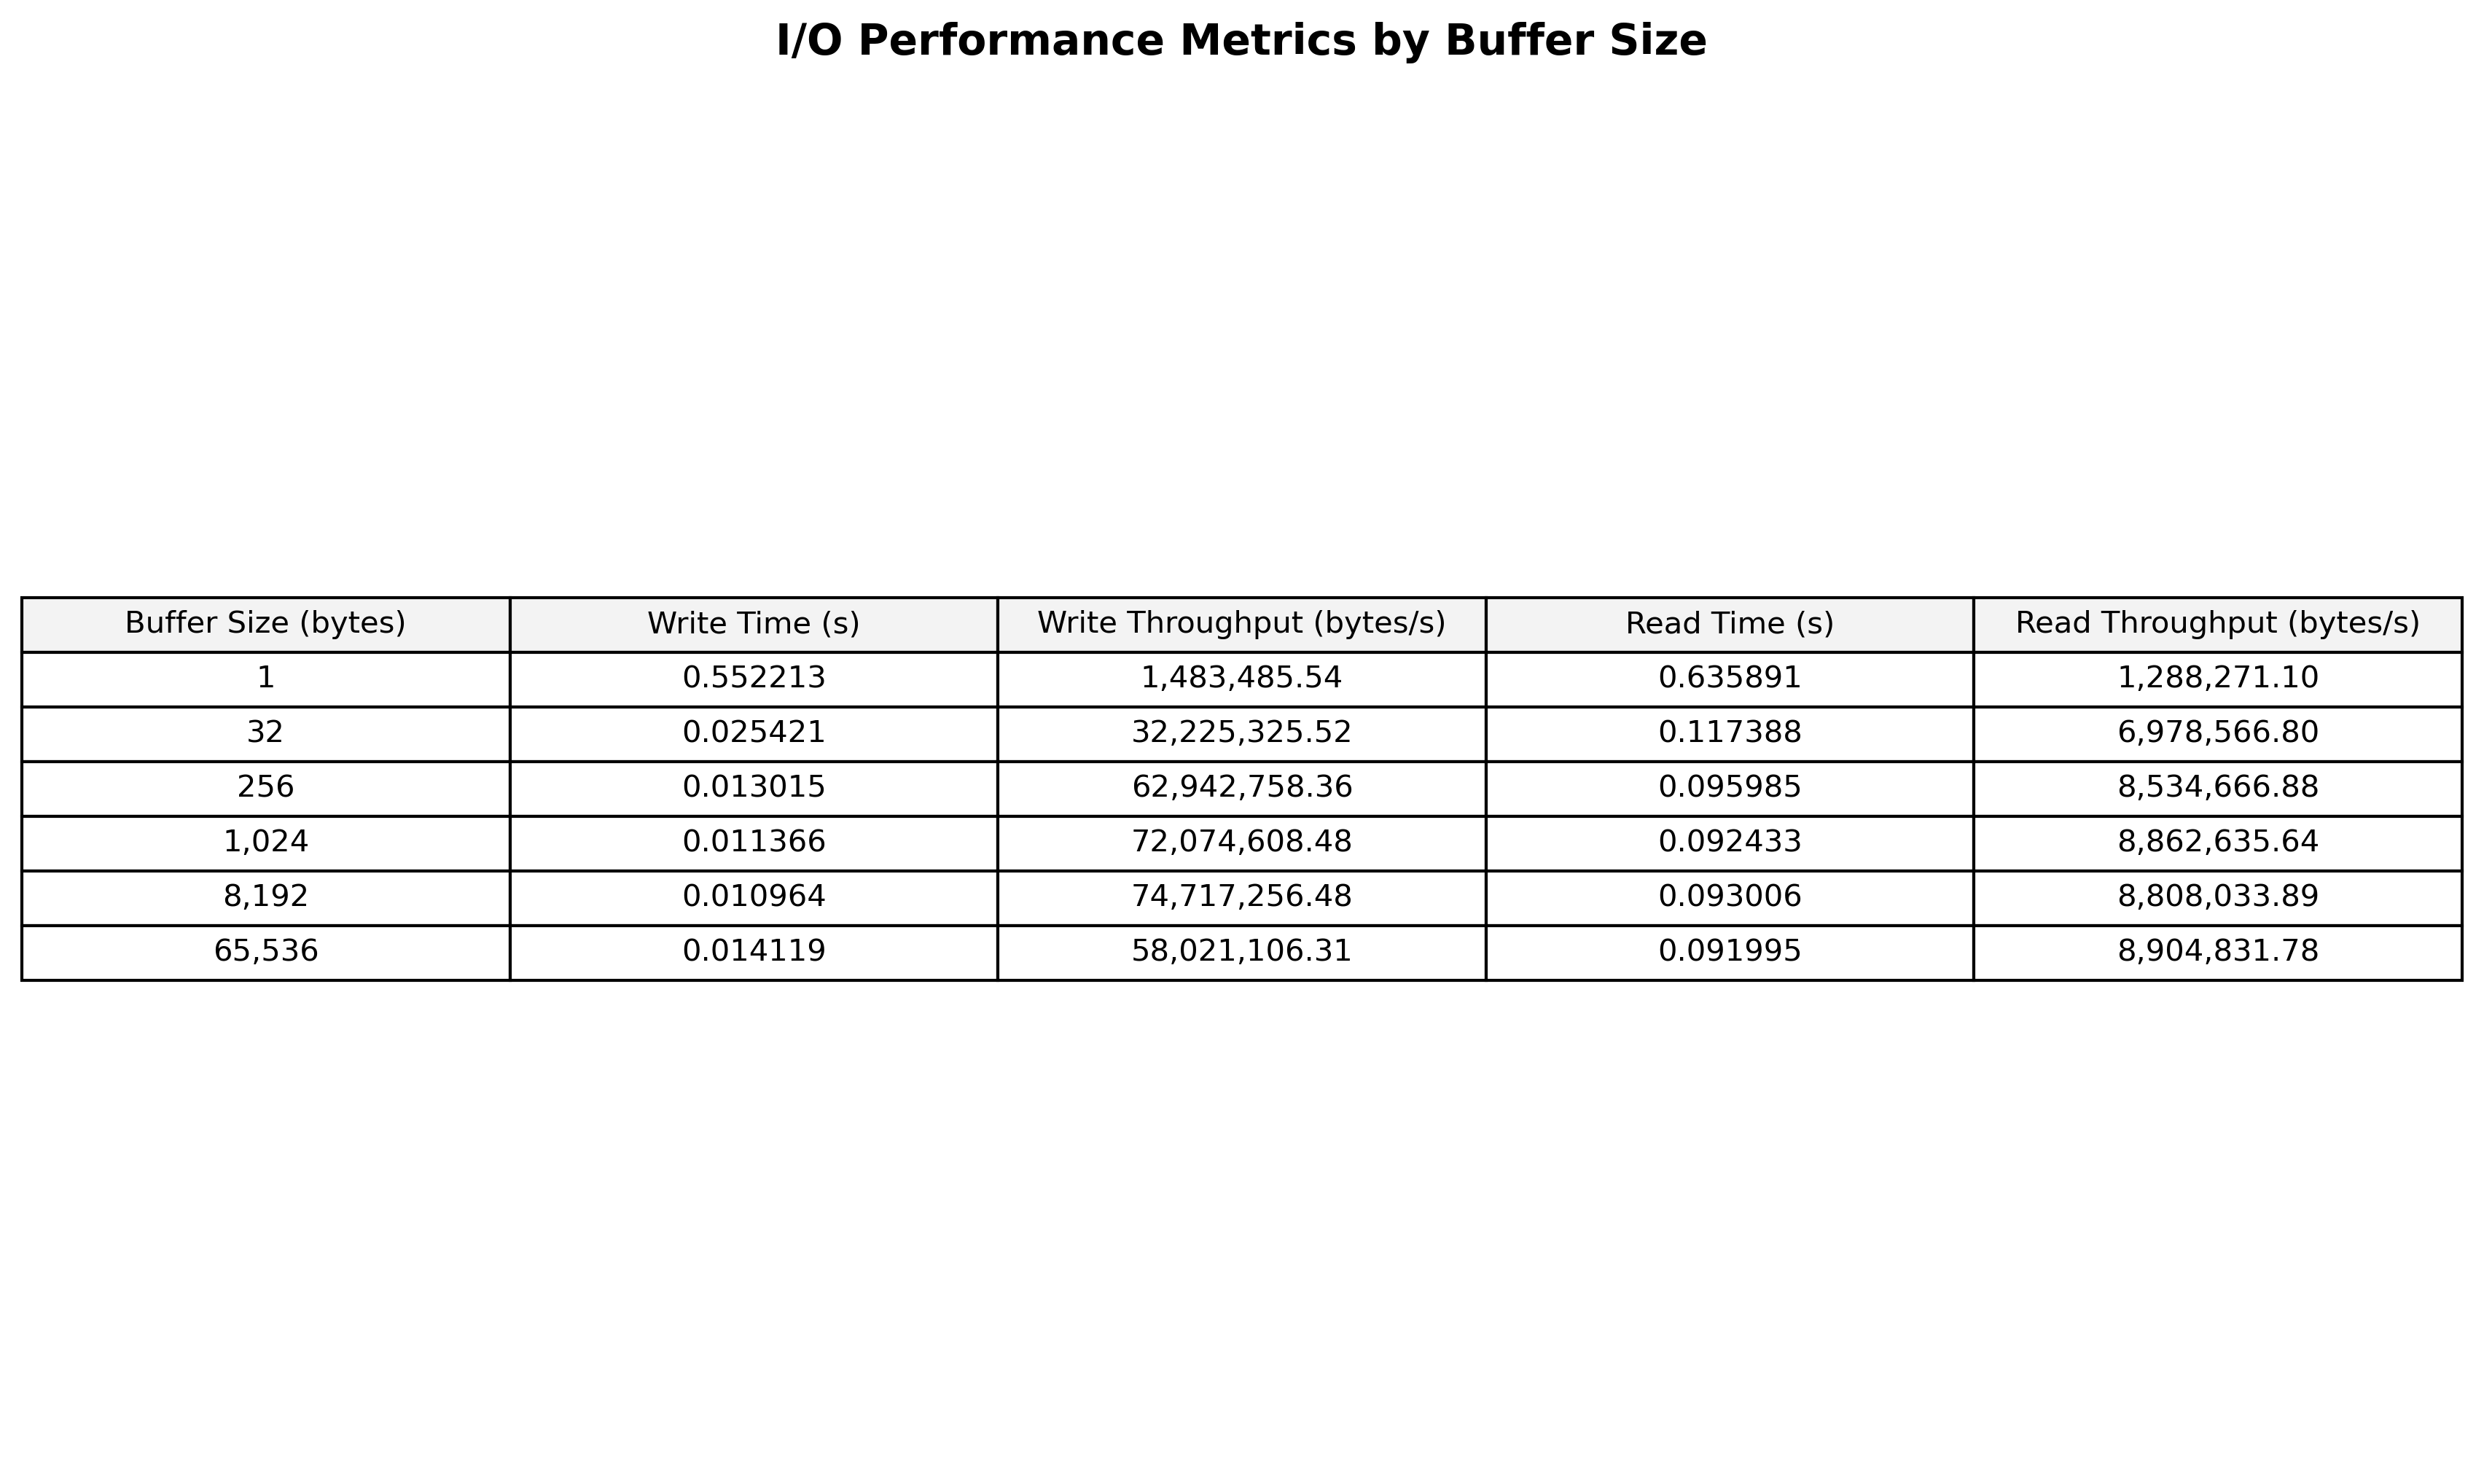 I/O Performance Metrics by Buffer Size
Buffer Size (bytes) Write Time (s) Write Throughput (bytes/s) Read Time (s) Read Throughput (bytes/s)
1 0.552213 1,483,485.54 0.635891 1,288,271.10
32 0.025421 32,225,325.52 0.117388 6,978,566.80
256 0.013015 62,942,758.36 0.095985 8,534,666.88
1,024 0.011366 72,074,608.48 0.092433 8,862,635.64
8,192 0.010964 74,717,256.48 0.093006 8,808,033.89
65,536 0.014119 58,021,106.31 0.091995 8,904,831.78